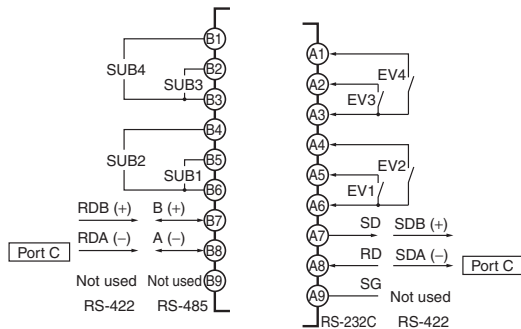 B1
SUB4
B2
SUB3
B3
B4
SUB2
B5
SUB1
B6
RDB (+) B (+) B7
Port C RDA (−) A (−) B8
Not used Not used B9
RS-422 RS-485
A1
A2 EV3 EV4
A3
A4
A5 EV1 EV2
A6
A7 SD SDB (+)
A8 RD SDA (−) Port C
A9 SG Not used
RS-232C RS-422